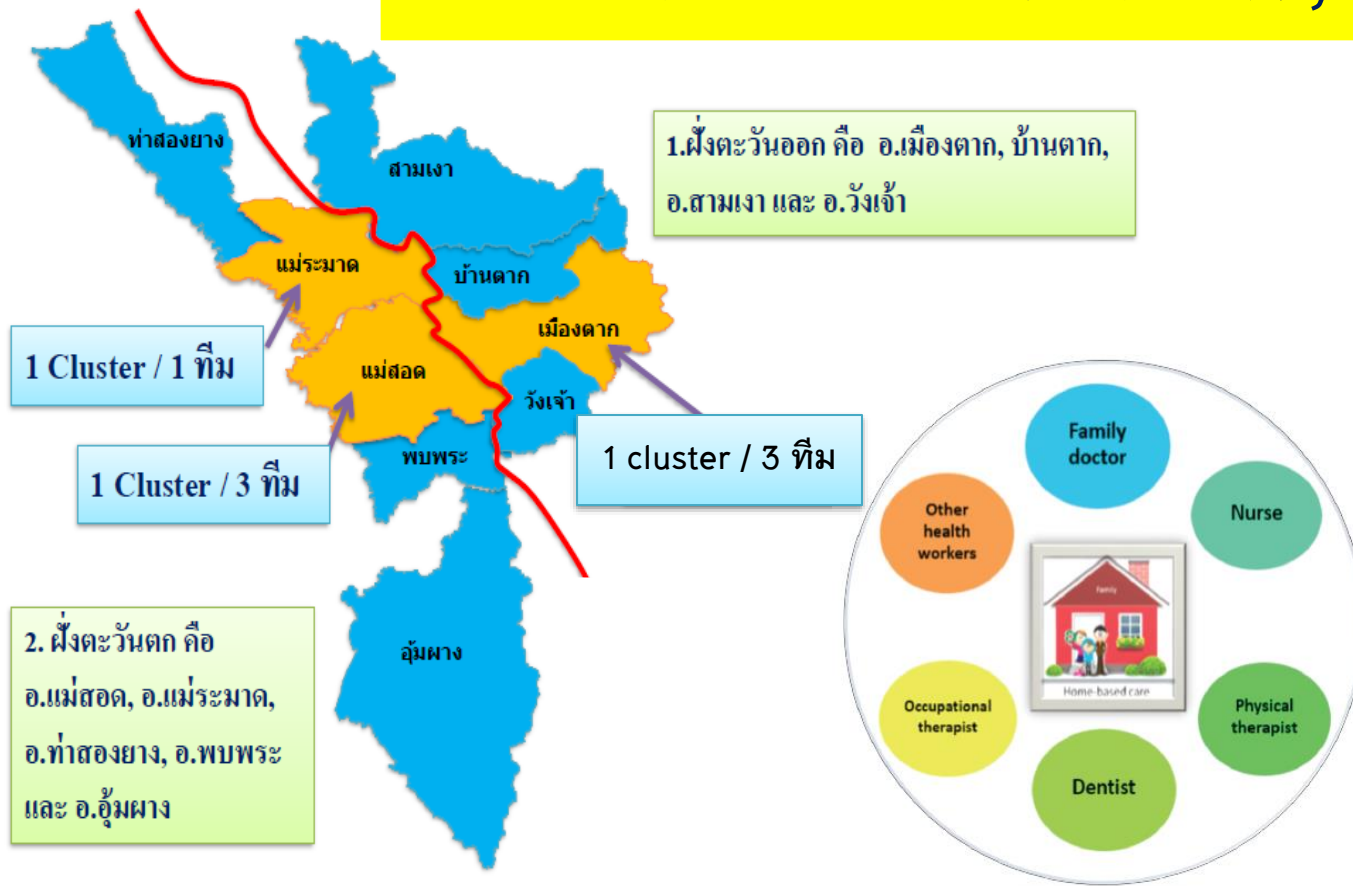 ท่าสองยาง
สามเงา
แม่ระมาด
บ้านตาก
เมืองตาก
แม่สอด
วังเจ้า
พบพระ
อุ้มผาง
1.ฝั่งตะวันออก คือ อ.เมืองตาก, บ้านตาก,
อ.สามเงา และ อ.วังเจ้า
1 Cluster / 1 ทีม
1 Cluster / 3 ทีม
1 cluster / 3 ทีม
2. ฝั่งตะวันตก คือ
อ.แม่สอด, อ.แม่ระมาด,
อ.ท่าสองยาง, อ.พบพระ
และ อ.อุ้มผาง
Family
doctor
Nurse
Other
health
workers
Family
Home-based care
Occupational
therapist
Physical
therapist
Dentist